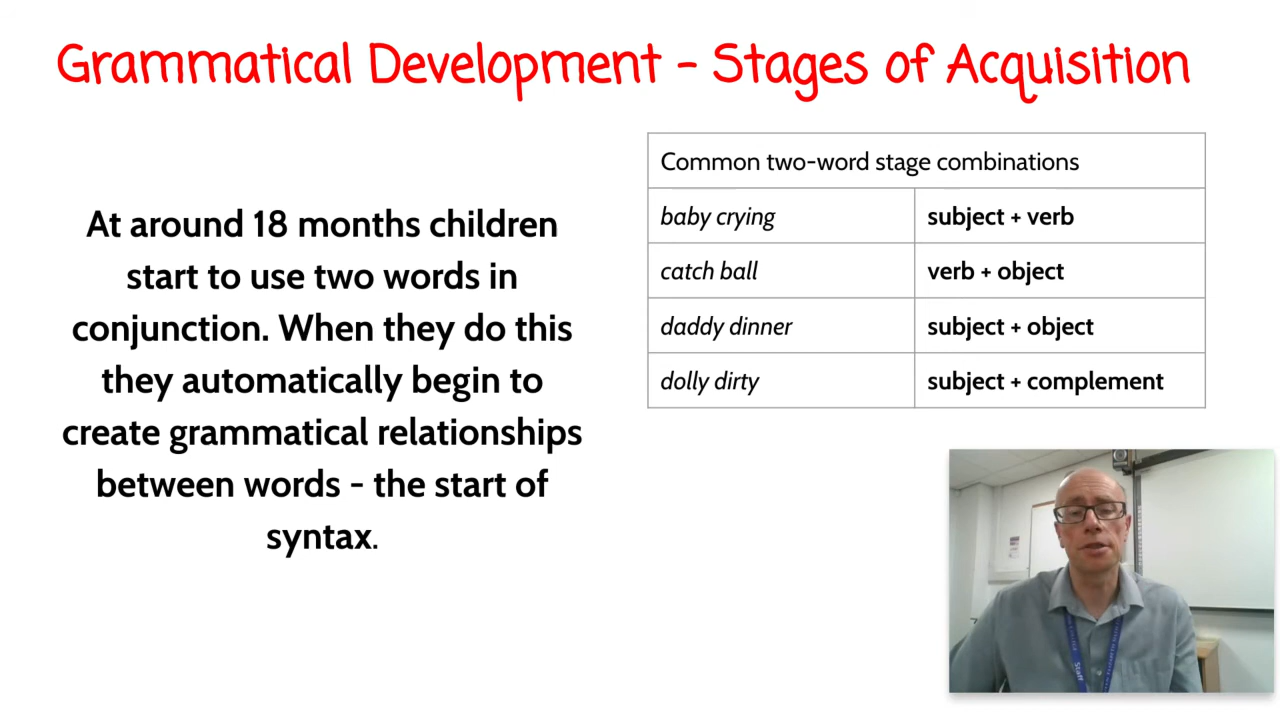 Grammatical Development - Stages of Acquisition
At around 18 months children
start to use two words in
conjunction. When they do this
they automatically begin to
create grammatical relationships
between words - the start of
syntax.
Common two-word stage combinations
baby crying subject + verb
catch ball verb + object
daddy dinner subject + object
dolly dirty subject + complement
Staff